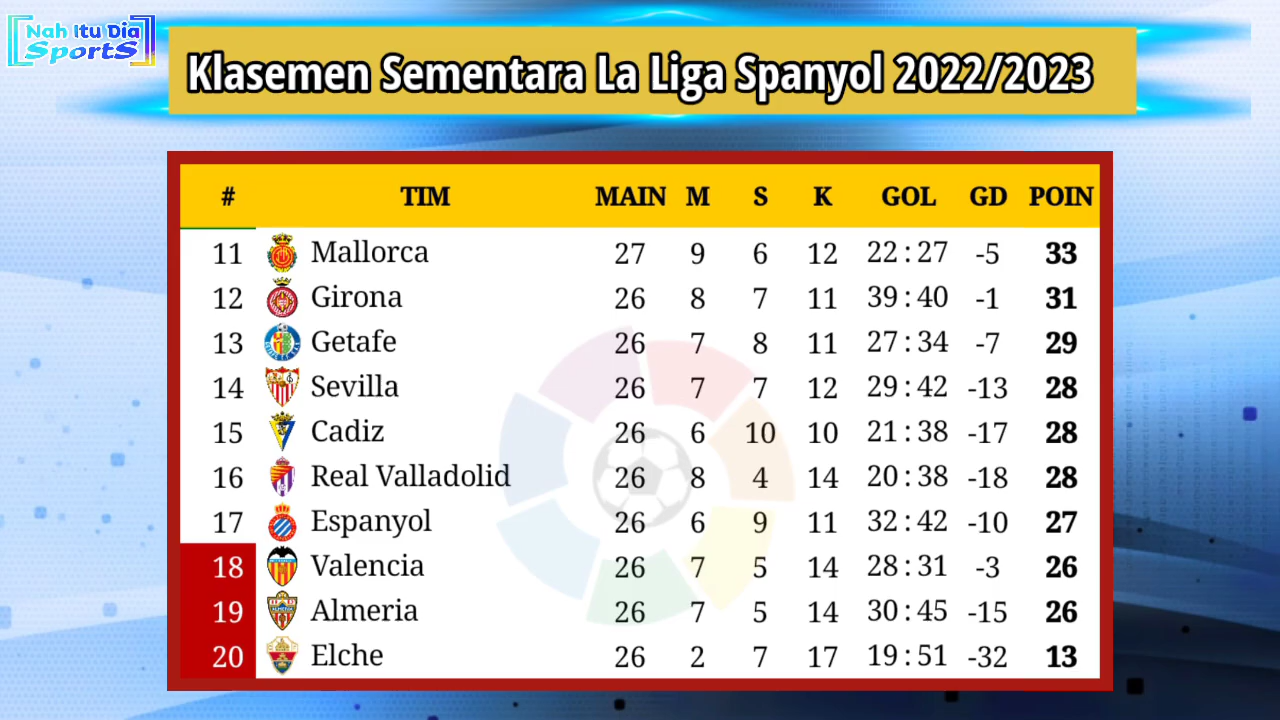 Nah Itu Dia
Sports
Klasemen Sementara La Liga Spanyol 2022/2023
# TIM MAIN M S K GOL GD POIN
11 Mallorca 27 9 6 12 22:27 -5 33
12 Girona 26 8 7 11 39:40 -1 31
13 Getafe 26 7 8 11 27:34 -7 29
14 Sevilla 26 7 7 12 29:42 -13 28
15 Cadiz 26 6 10 10 21:38 -17 28
16 Real Valladolid 26 8 4 14 20:38 -18 28
17 Espanyol 26 6 9 11 32:42 -10 27
18 Valencia 26 7 5 14 28:31 -3 26
19 Almeria 26 7 5 14 30:45 -15 26
20 Elche 26 2 7 17 19:51 -32 13